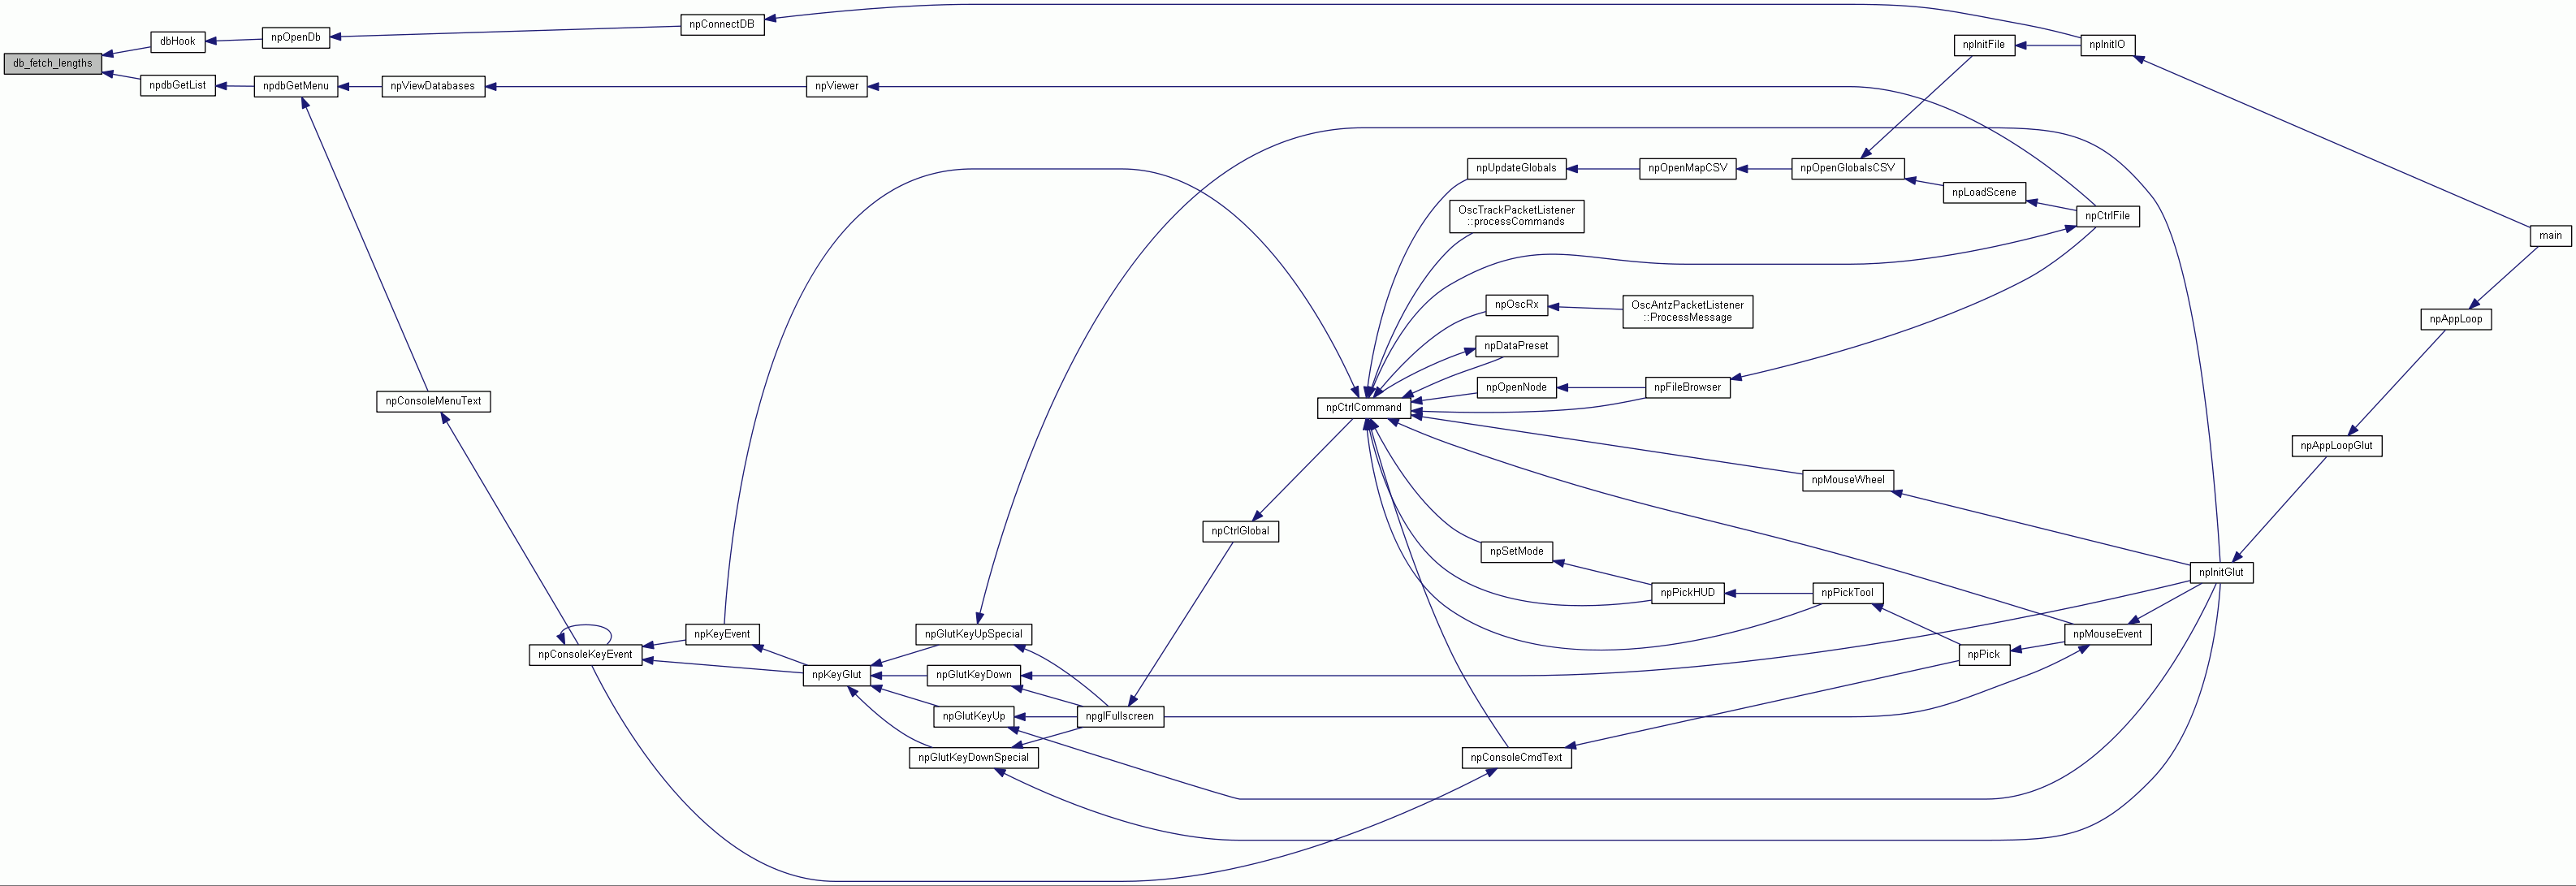 npConnectDB
dbHook
npOpenDb
npInitFile
npInitIO
db_fetch_lengths
npdbGetList
npdbGetMenu
npViewDatabases
npViewer
npUpdateGlobals
npOpenMapCSV
npOpenGlobalsCSV
npLoadScene
OscTrackPacketListener
::processCommands
npCtrlFile
main
npOscRx
OscAntzPacketListener
::ProcessMessage
npAppLoop
npDataPreset
npOpenNode
npFileBrowser
npConsoleMenuText
npCtrlCommand
npAppLoopGlut
npMouseWheel
npCtrlGlobal
npSetMode
npInitGlut
npPickHUD
npPickTool
npKeyEvent
npGlutKeyUpSpecial
npMouseEvent
npConsoleKeyEvent
npPick
npKeyGlut
npGlutKeyDown
npGlutKeyUp
npglFullscreen
npGlutKeyDownSpecial
npConsoleCmdText